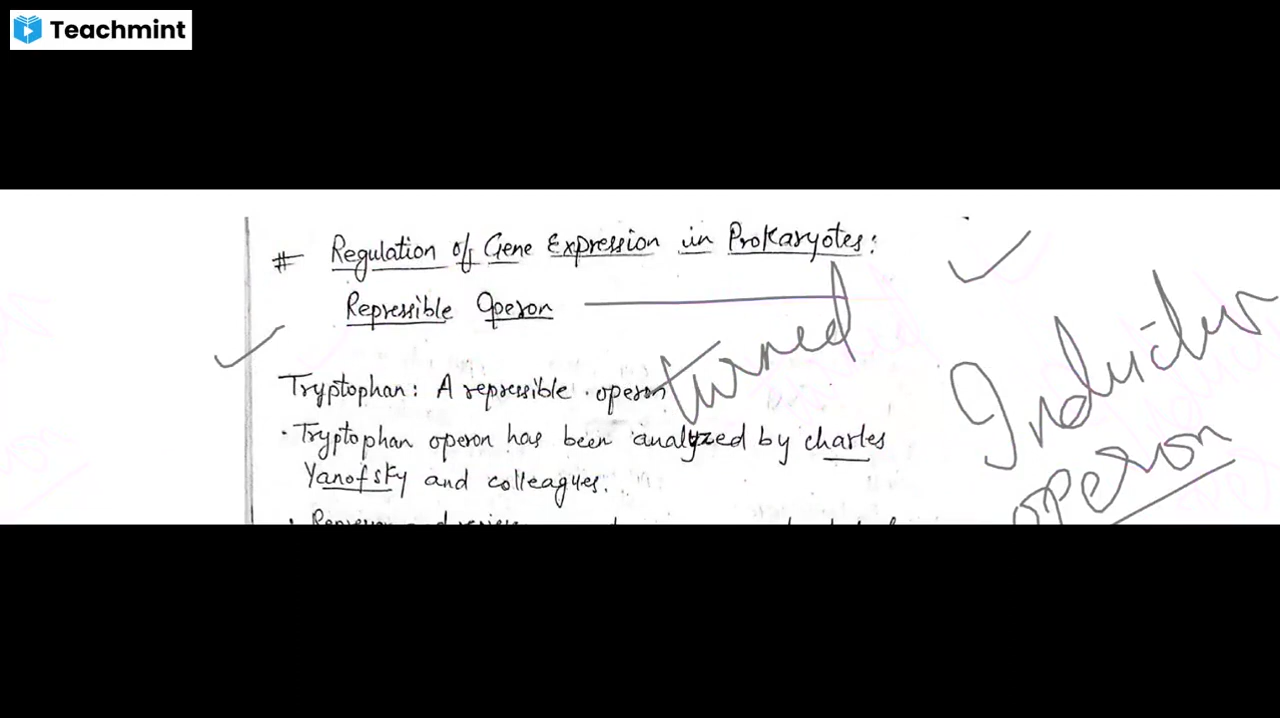 Teachmint
# Regulation of Gene Expression in Prokaryotes:
Repressible Operon
turned
Tryptophan: A repressible operon
· Tryptophan operon has been analyzed by charles
Yanofsky and colleagues.
operon